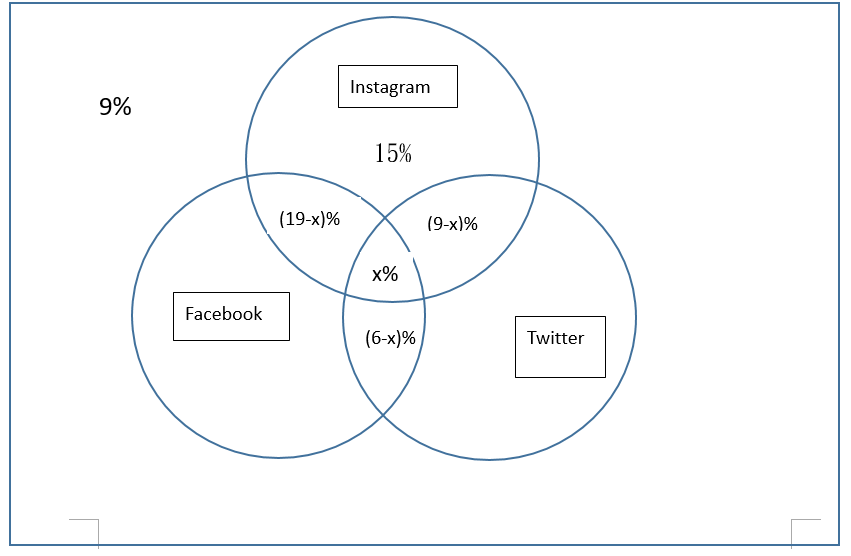 Instagram
9%
15%
(19-x)%
(9-x)%
x%
Facebook
(6-x)%
Twitter